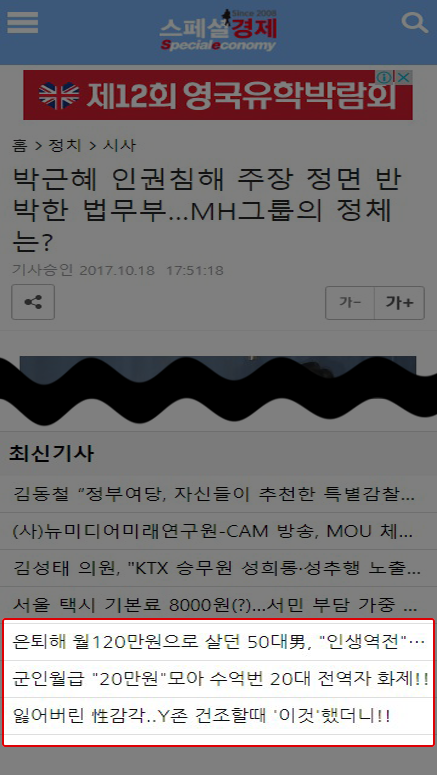 Since 2008
스페셜경제
Specialeconomy
제12회 영국유학박람회
홈 > 정치 > 시사
박근혜 인권침해 주장 정면 반
박한 법무부...MH그룹의 정체
는?
기사승인 2017.10.18 17:51:18
가- 가+
최신기사
김동철 “정부여당, 자신들이 추천한 특별감찰...
(사)뉴미디어미래연구원-CAM 방송, MOU 체...
김성태 의원, "KTX 승무원 성희롱·성추행 노출...
서울 택시 기본료 8000원(?)...서민 부담 가중 ...
은퇴해 월120만원으로 살던 50대男, "인생역전"…
군인월급 "20만원"모아 수억번 20대 전역자 화제!!
잃어버린 性감각..Y존 건조할때 '이것'했더니!!